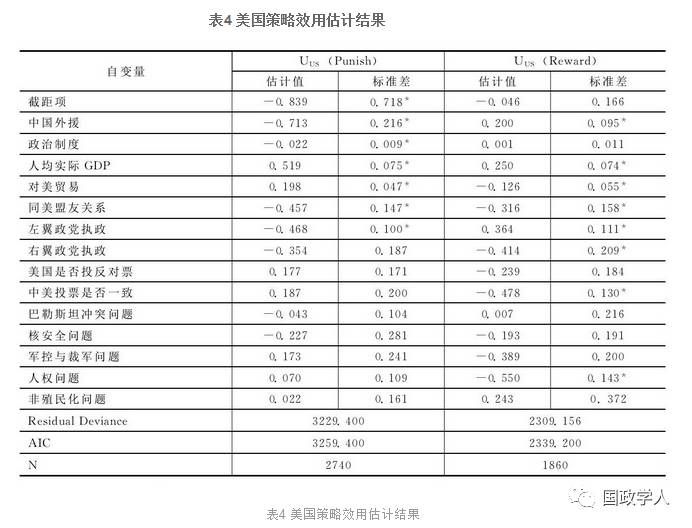 表4 美国策略效用估计结果
自变量 U_US（Punish） U_US（Reward）
估计值 标准差 估计值 标准差
截距项 −0.839 0.718* −0.046 0.166
中国外援 −0.713 0.216* 0.200 0.095*
政治制度 −0.022 0.009* 0.001 0.011
人均实际 GDP 0.519 0.075* 0.250 0.074*
对美贸易 0.198 0.047* −0.126 0.055*
同美盟友关系 −0.457 0.147* −0.316 0.158*
左翼政党执政 −0.468 0.100* 0.364 0.111*
右翼政党执政 −0.354 0.187 −0.414 0.209*
美国是否投反对票 0.177 0.171 −0.239 0.184
中美投票是否一致 0.187 0.200 −0.478 0.130*
巴勒斯坦冲突问题 −0.043 0.104 0.007 0.216
核安全问题 −0.227 0.281 −0.193 0.191
军控与裁军问题 0.173 0.241 −0.389 0.200
人权问题 0.070 0.109 −0.550 0.143*
非殖民化问题 0.022 0.161 0.243 0.372
Residual Deviance 3229.400 2309.156
AIC 3259.400 2339.200
N 2740 1860
国政学人
表4 美国策略效用估计结果